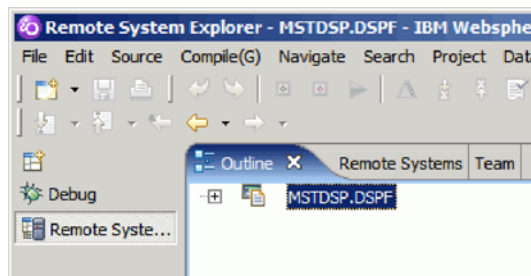 Remote System Explorer - MSTDSP.DSPF - IBM Websphe
File Edit Source Compile(G) Navigate Search Project Dat
Outline Remote Systems Team
Debug
MSTDSP.DSPF
Remote Syste...